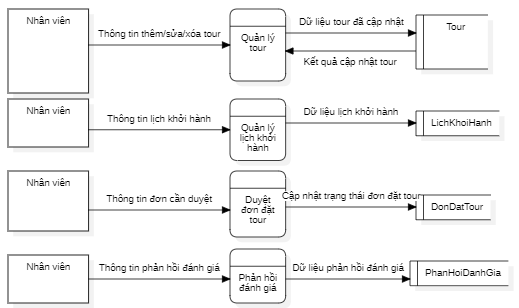 Nhân viên
Thông tin thêm/sửa/xóa tour
Quản lý
tour
Dữ liệu tour đã cập nhật
Kết quả cập nhật tour
Tour
Nhân viên
Thông tin lịch khởi hành
Quản lý
lịch khởi
hành
Dữ liệu lịch khởi hành
LichKhoiHanh
Nhân viên
Thông tin đơn cần duyệt
Duyệt
đơn đặt
tour
Cập nhật trạng thái đơn đặt tour
DonDatTour
Nhân viên
Thông tin phản hồi đánh giá
Phản hồi
đánh giá
Dữ liệu phản hồi đánh giá
PhanHoiDanhGia